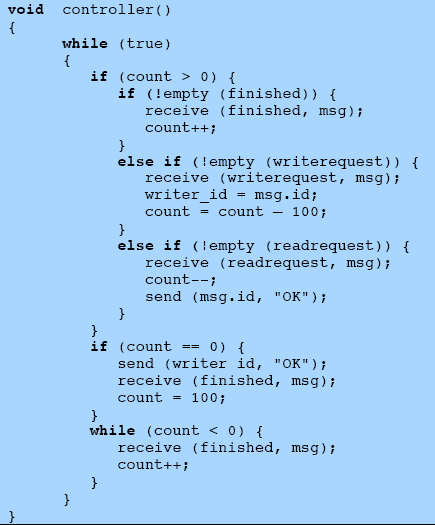 void  controller()
{
      while (true)
      {
         if (count > 0) {
            if (!empty (finished)) {
               receive (finished, msg);
               count++;
            }
            else if (!empty (writerequest)) {
               receive (writerequest, msg);
               writer_id = msg.id;
               count = count – 100;
            }
            else if (!empty (readrequest)) {
               receive (readrequest, msg);
               count--;
               send (msg.id, "OK");
            }
         }
         if (count == 0) {
            send (writer id, "OK");
            receive (finished, msg);
            count = 100;
         }
         while (count < 0) {
            receive (finished, msg);
            count++;
         }
      }
}